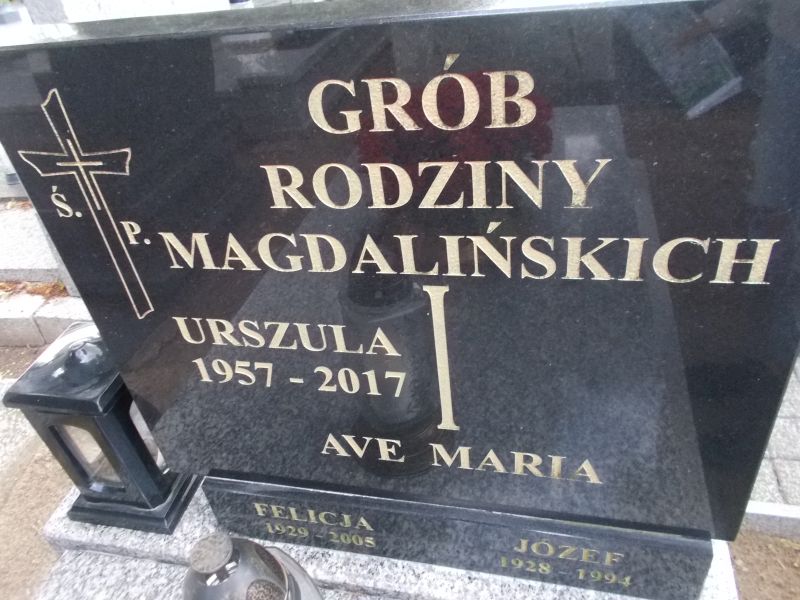 GRÓB
RODZINY
Ś. P. MAGDALIŃSKICH
URSZULA
1957 - 2017
AVE MARIA
FELICJA
1929 - 2005
JÓZEF
1928 - 1994